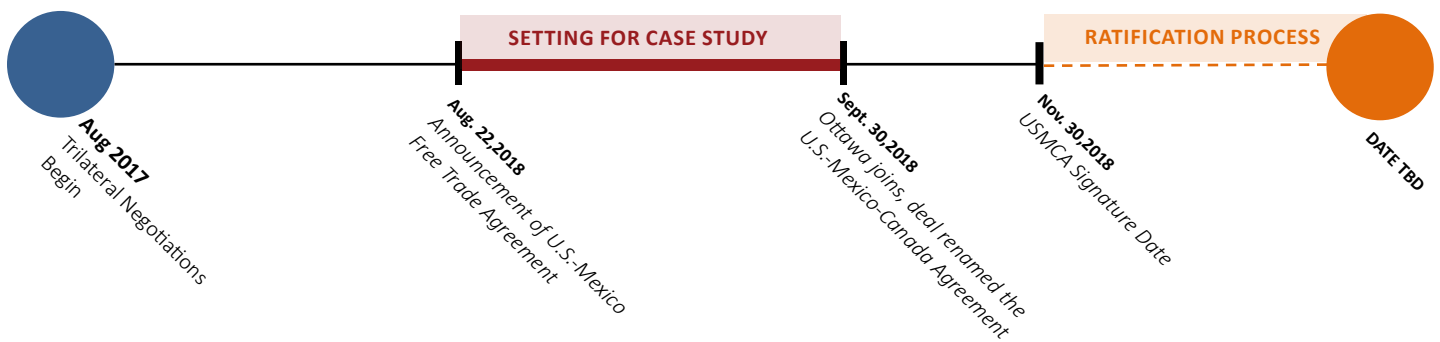 SETTING FOR CASE STUDY
RATIFICATION PROCESS
Aug 2017
Trilateral Negotiations
Begin
Aug. 22,2018
Announcement of U.S.-Mexico
Free Trade Agreement
Sept. 30,2018
Ottawa joins, deal renamed the
U.S.-Mexico-Canada Agreement
Nov. 30,2018
USMCA Signature Date
DATE TBD